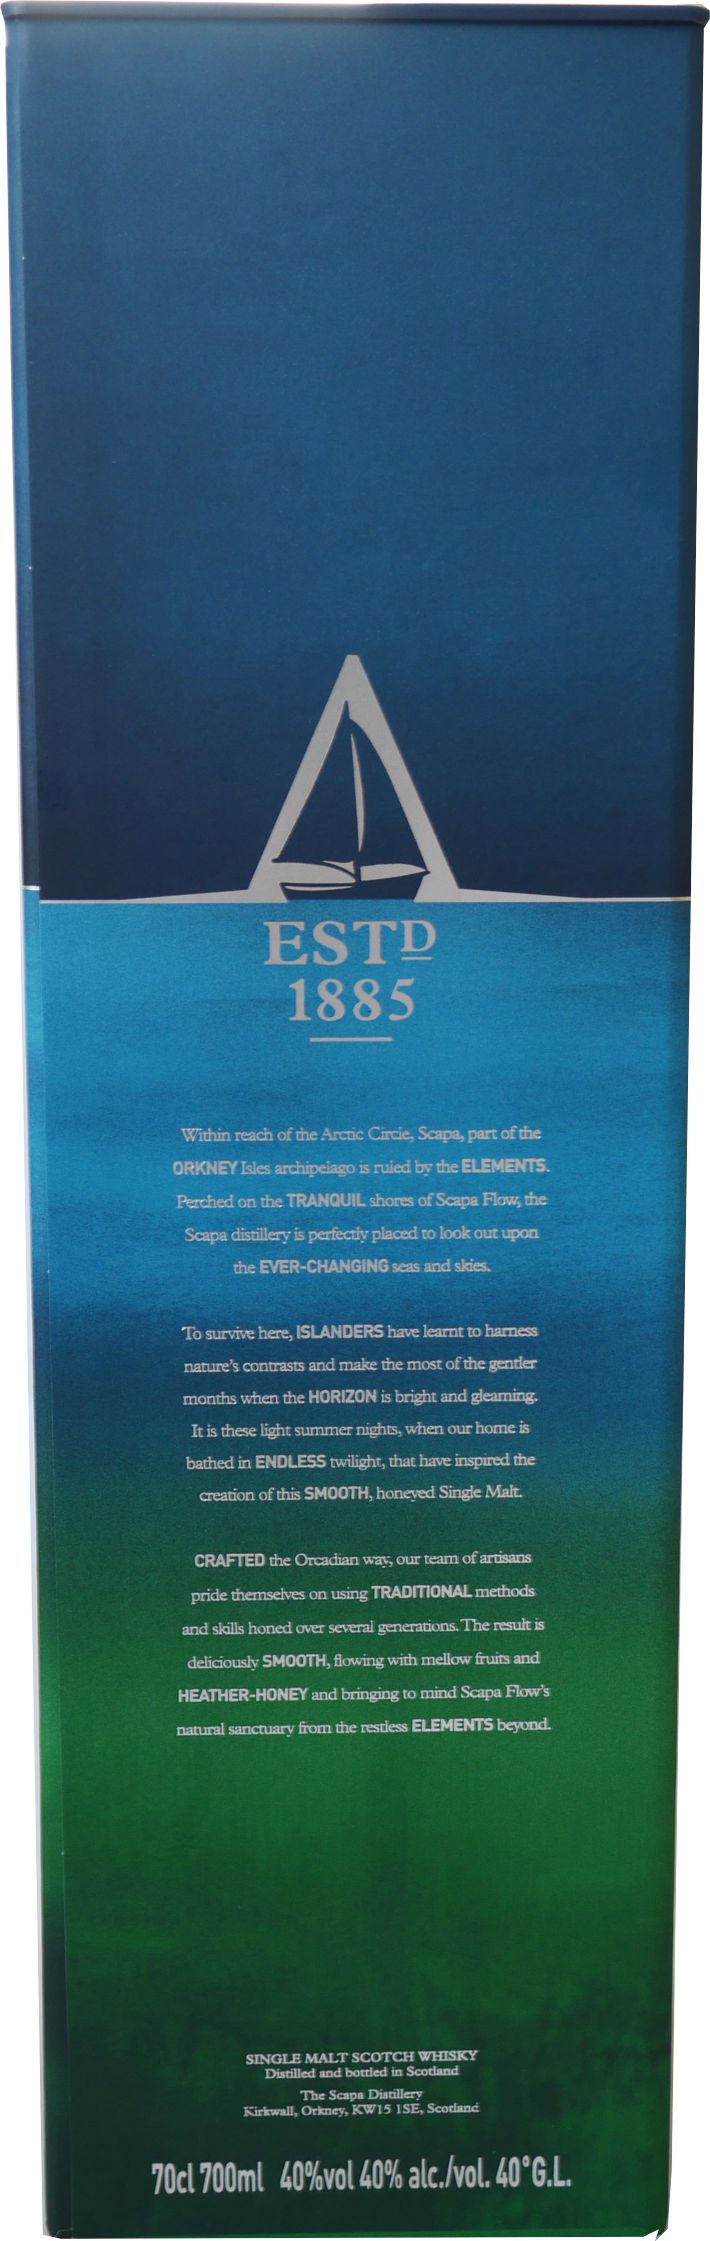 ESTD
1885
Within reach of the Arctic Circle, Scapa, part of the
ORKNEY Isles archipelago is ruled by the ELEMENTS.
Perched on the TRANQUIL shores of Scapa Flow, the
Scapa distillery is perfectly placed to look out upon
the EVER-CHANGING seas and skies.
To survive here, ISLANDERS have learnt to harness
nature's contrasts and make the most of the gentler
months when the HORIZON is bright and gleaming.
It is these light summer nights, when our home is
bathed in ENDLESS twilight, that have inspired the
creation of this SMOOTH, honeyed Single Malt.
CRAFTED the Orcadian way, our team of artisans
pride themselves on using TRADITIONAL methods
and skills honed over several generations. The result is
deliciously SMOOTH, flowing with mellow fruits and
HEATHER-HONEY and bringing to mind Scapa Flow's
natural sanctuary from the restless ELEMENTS beyond.
SINGLE MALT SCOTCH WHISKY
Distilled and bottled in Scotland
The Scapa Distillery
Kirkwall, Orkney, KW15 1SE, Scotland
70cl 700ml 40%vol 40% alc./vol. 40°G.L.